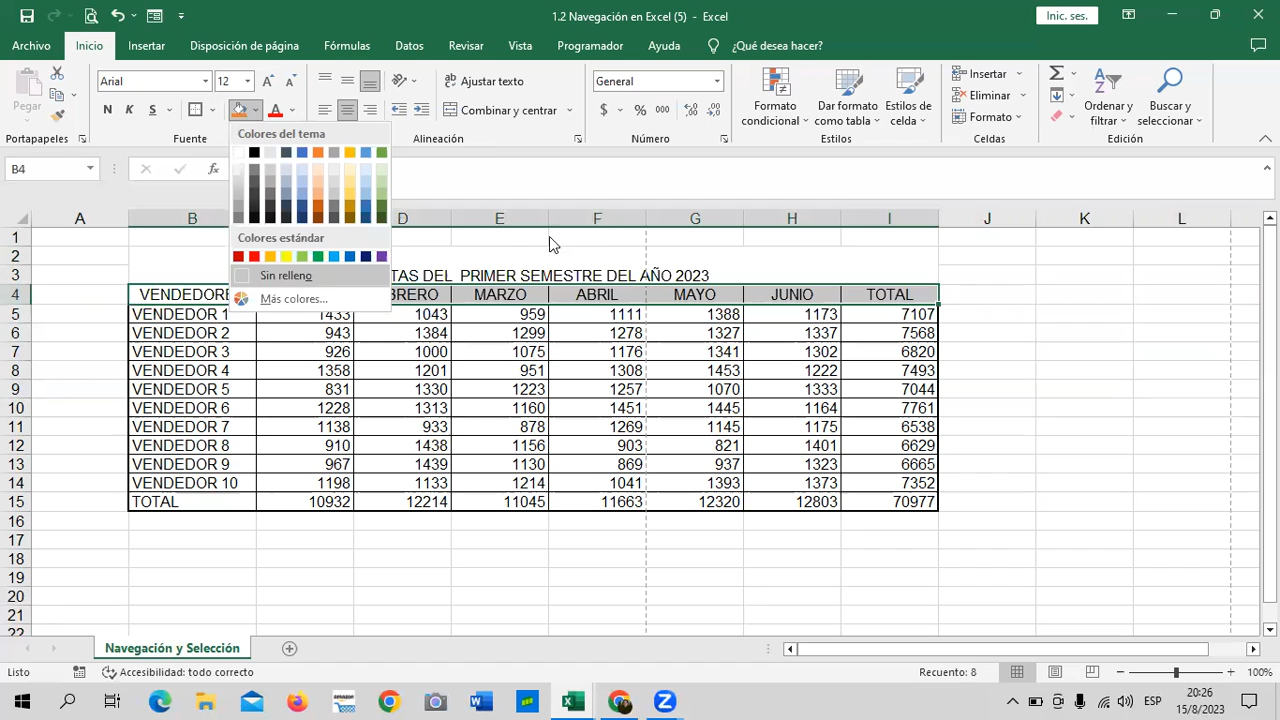 1.2 Navegación en Excel (5) - Excel
Inic. ses.
Archivo Inicio Insertar Disposición de página Fórmulas Datos Revisar Vista Programador Ayuda ¿Qué desea hacer?
Pegar
Arial 12
N K S
Ajustar texto
Combinar y centrar
General
$ % 000
Formato condicional
Dar formato como tabla
Estilos de celda
Insertar
Eliminar
Formato
Ordenar y filtrar
Buscar y seleccionar
Portapapeles Fuente Alineación Número Estilos Celdas Edición
Colores del tema
Colores estándar
Sin relleno
Más colores...
B4
A B D E F G H I J K L
1
2
3 TAS DEL PRIMER SEMESTRE DEL AÑO 2023
4 VENDEDORE BRERO MARZO ABRIL MAYO JUNIO TOTAL
5 VENDEDOR 1 1433 1043 959 1111 1388 1173 7107
6 VENDEDOR 2 943 1384 1299 1278 1327 1337 7568
7 VENDEDOR 3 926 1000 1075 1176 1341 1302 6820
8 VENDEDOR 4 1358 1201 951 1308 1453 1222 7493
9 VENDEDOR 5 831 1330 1223 1257 1070 1333 7044
10 VENDEDOR 6 1228 1313 1160 1451 1445 1164 7761
11 VENDEDOR 7 1138 933 878 1269 1145 1175 6538
12 VENDEDOR 8 910 1438 1156 903 821 1401 6629
13 VENDEDOR 9 967 1439 1130 869 937 1323 6665
14 VENDEDOR 10 1198 1133 1214 1041 1393 1373 7352
15 TOTAL 10932 12214 11045 11663 12320 12803 70977
16
17
18
19
20
21
22
Navegación y Selección
Listo Accesibilidad: todo correcto Recuento: 8 100%
ESP
20:26
15/8/2023